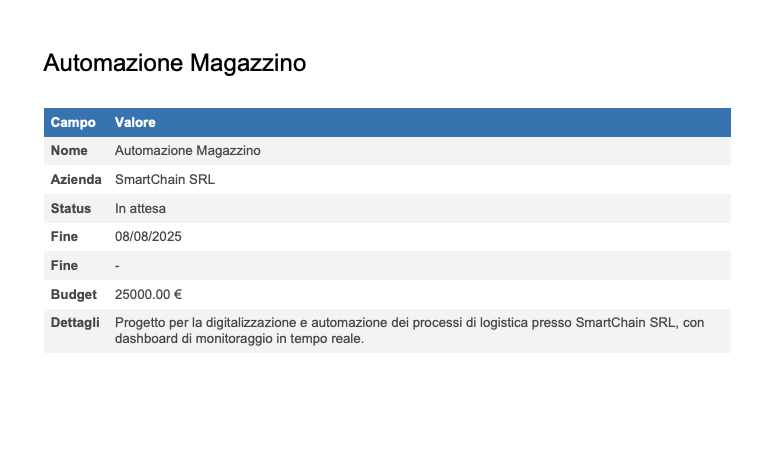 Automazione Magazzino
Campo Valore
Nome Automazione Magazzino
Azienda SmartChain SRL
Status In attesa
Fine 08/08/2025
Fine -
Budget 25000.00 €
Dettagli Progetto per la digitalizzazione e automazione dei processi di logistica presso SmartChain SRL, con
dashboard di monitoraggio in tempo reale.